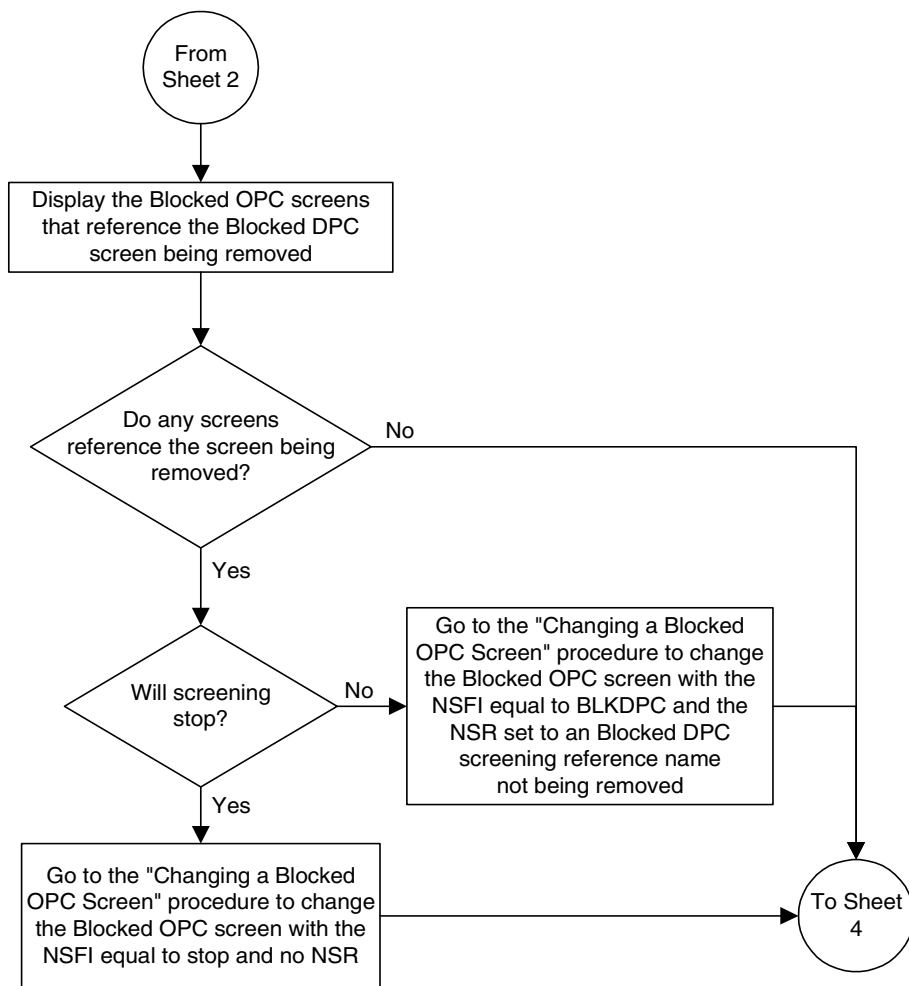 From
Sheet 2
Display the Blocked OPC screens
that reference the Blocked DPC
screen being removed
Do any screens
reference the screen being
removed?
No
Yes
Will screening
stop?
No
Go to the "Changing a Blocked
OPC Screen" procedure to change
the Blocked OPC screen with the
NSFI equal to BLKDPC and the
NSR set to an Blocked DPC
screening reference name
not being removed
Yes
Go to the "Changing a Blocked
OPC Screen" procedure to change
the Blocked OPC screen with the
NSFI equal to stop and no NSR
To Sheet
4